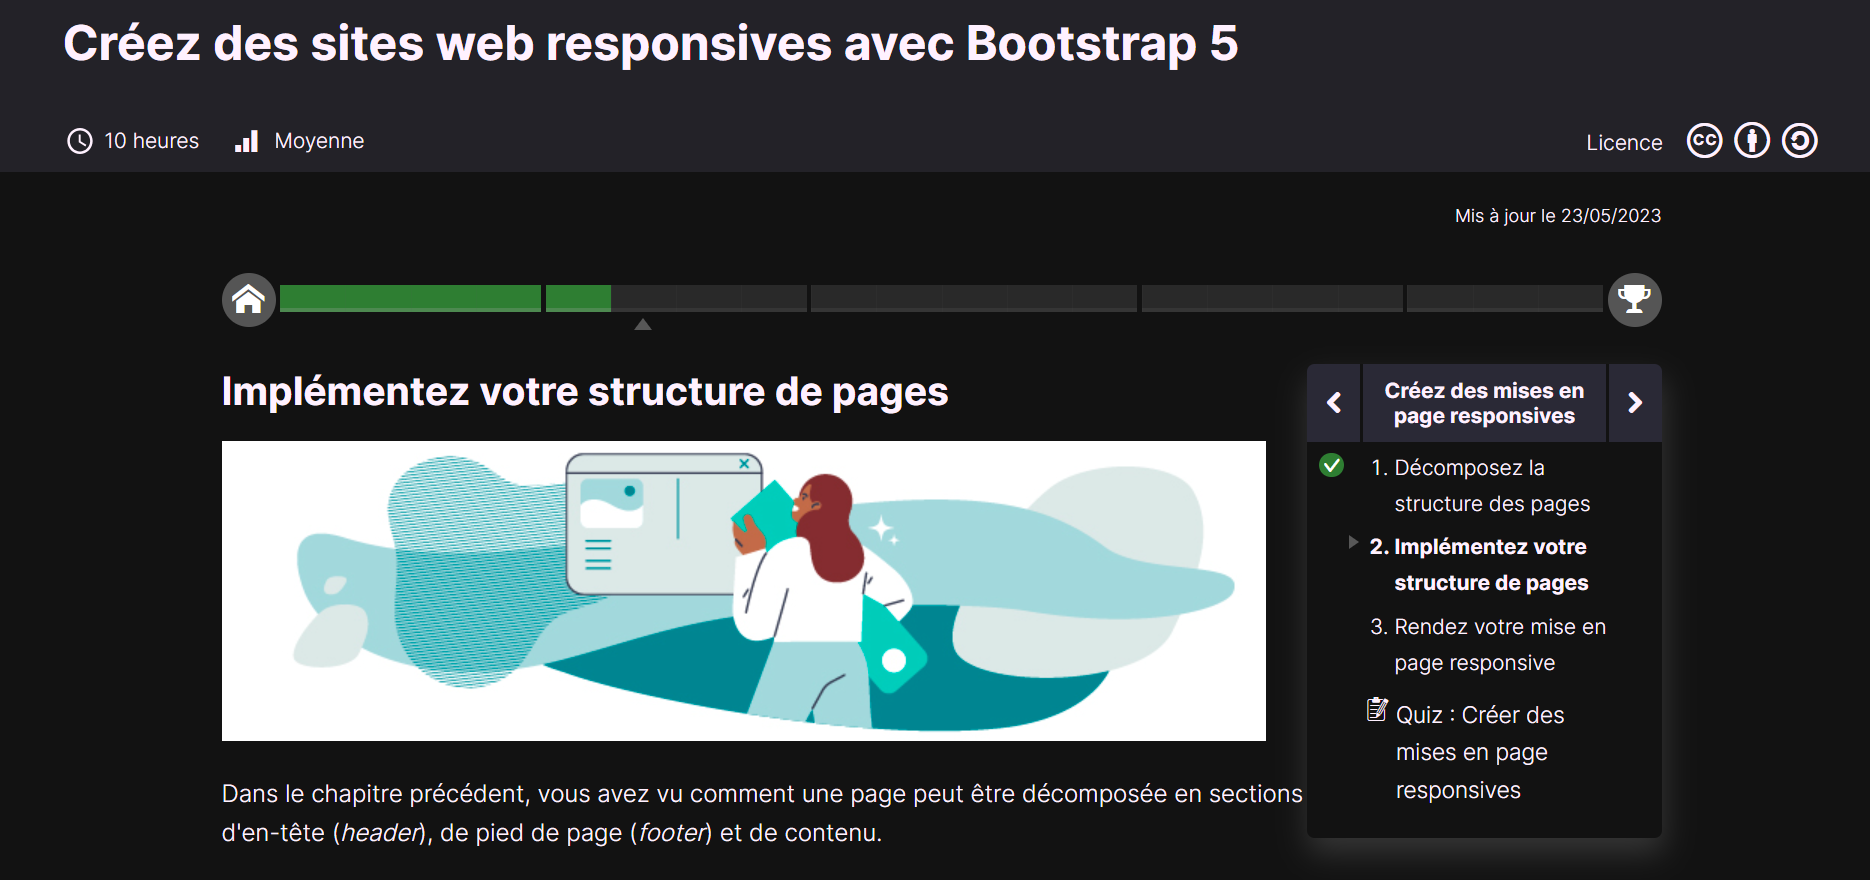 Créez des sites web responsives avec Bootstrap 5
10 heures
Moyenne
Licence
CC
Mis à jour le 23/05/2023
Implémentez votre structure de pages
Dans le chapitre précédent, vous avez vu comment une page peut être décomposée en sections
d'en-tête (header), de pied de page (footer) et de contenu.
Créez des mises en
page responsives
1. Décomposez la
structure des pages
2. Implémentez votre
structure de pages
3. Rendez votre mise en
page responsive
Quiz : Créer des
mises en page
responsives